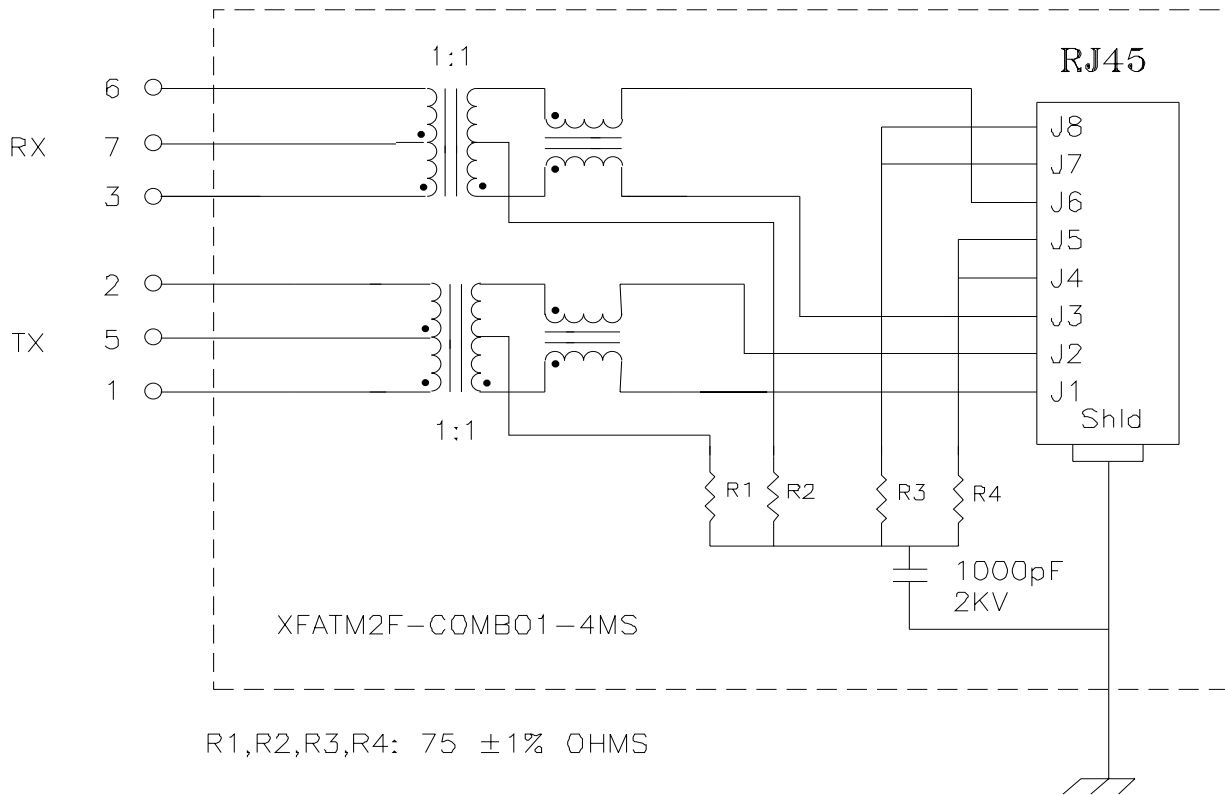 1:1
RJ45
6
RX
7
3
J8
J7
J6
J5
J4
J3
J2
J1
Shld
2
TX
5
1
1:1
R1
R2
R3
R4
1000pF
2KV
XFATM2F-COMBO1-4MS
R1,R2,R3,R4: 75 ±1% OHMS